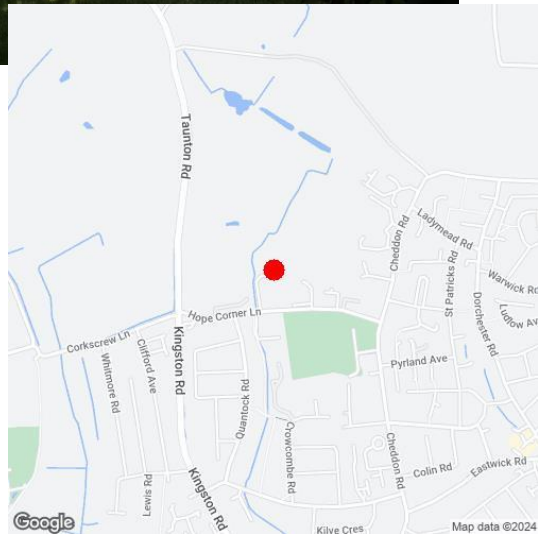 Taunton Rd
Cheddon Rd
Ladymead Rd
St Patricks Rd
Warwick Rd
Dorchester Rd
Ludlow Av
Hope Corner Ln
Corkscrew Ln
Kingston Rd
Clifford Ave
Whitmore Rd
Quantock Rd
Pyrland Ave
Crowcombe Rd
Cheddon Rd
Colin Rd
Eastwick Rd
Lewis Rd
Kingston Rd
Kilve Cres
Google
Map data ©2024